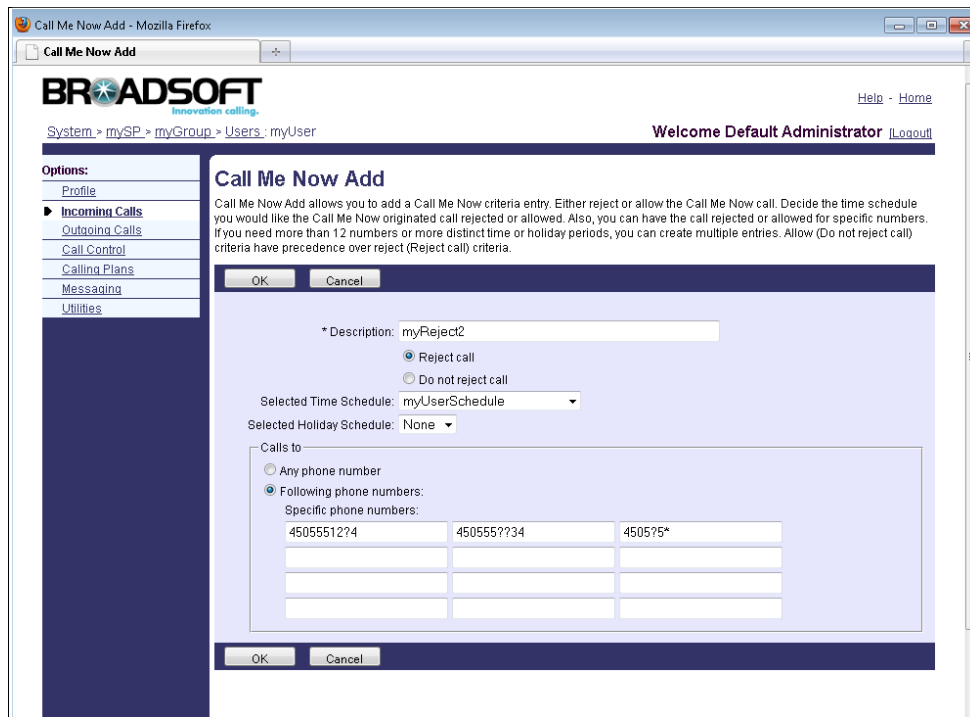 Call Me Now Add - Mozilla Firefox
Call Me Now Add
BROADSOFT
Innovation calling.
Help - Home
System > mySP > myGroup > Users : myUser
Welcome Default Administrator [Logout]
Options:
Profile
Incoming Calls
Outgoing Calls
Call Control
Calling Plans
Messaging
Utilities
Call Me Now Add
Call Me Now Add allows you to add a Call Me Now criteria entry. Either reject or allow the Call Me Now call. Decide the time schedule
you would like the Call Me Now originated call rejected or allowed. Also, you can have the call rejected or allowed for specific numbers.
If you need more than 12 numbers or more distinct time or holiday periods, you can create multiple entries. Allow (Do not reject call)
criteria have precedence over reject (Reject call) criteria.
OK Cancel
* Description: myReject2
Reject call
Do not reject call
Selected Time Schedule: myUserSchedule
Selected Holiday Schedule: None
Calls to
Any phone number
Following phone numbers:
Specific phone numbers:
45055512?4 450555??34 4505?5*
OK Cancel